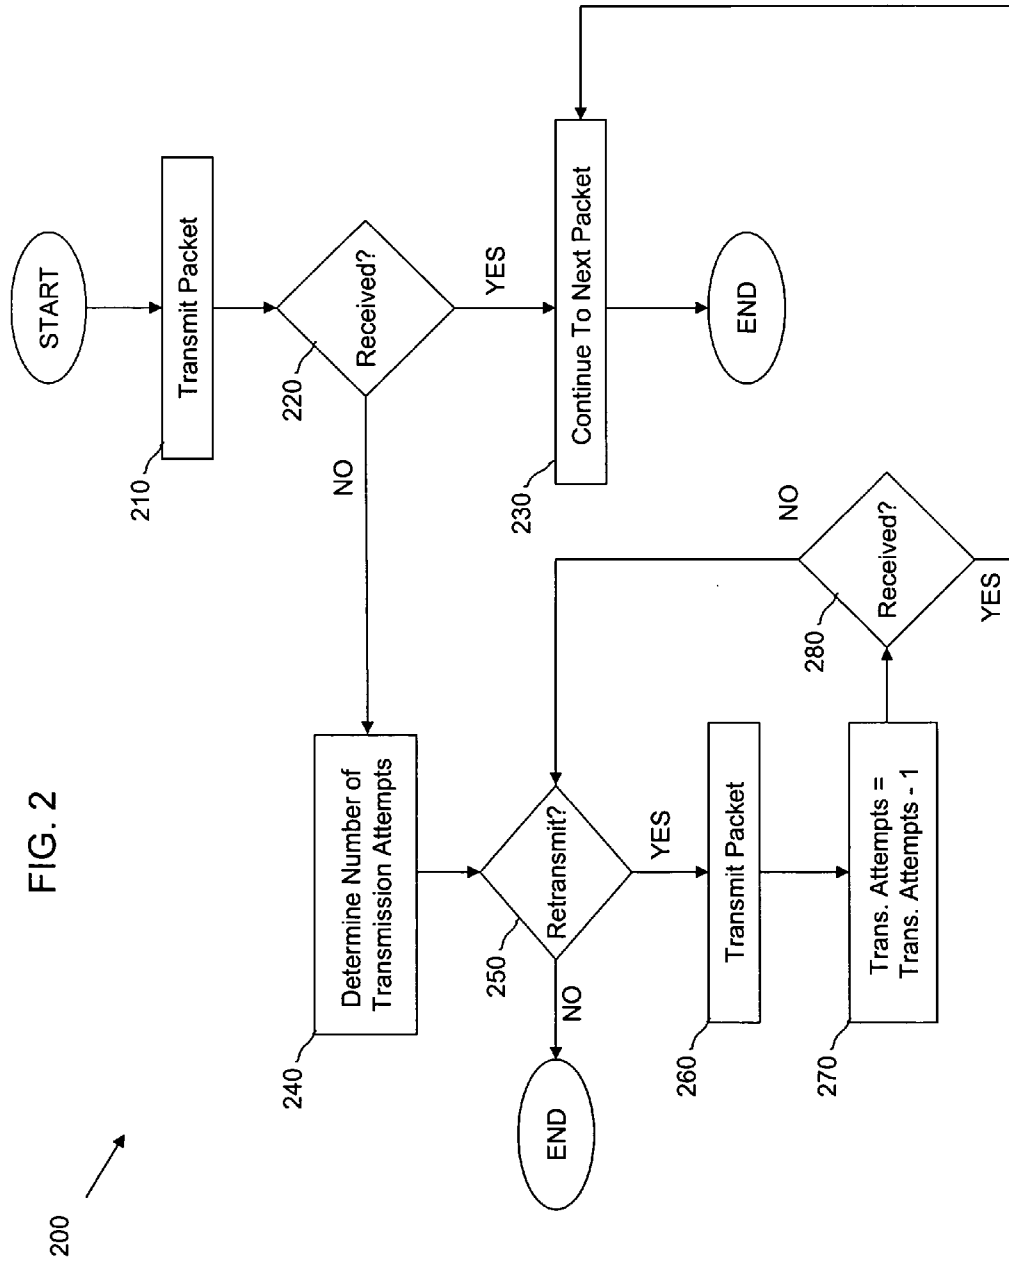 FIG. 2
200
START
210
Transmit Packet
220
Received?
NO
YES
230
Continue To Next Packet
END
240
Determine Number of
Transmission Attempts
250
Retransmit?
NO
END
YES
260
Transmit Packet
270
Trans. Attempts =
Trans. Attempts - 1
280
Received?
NO
YES